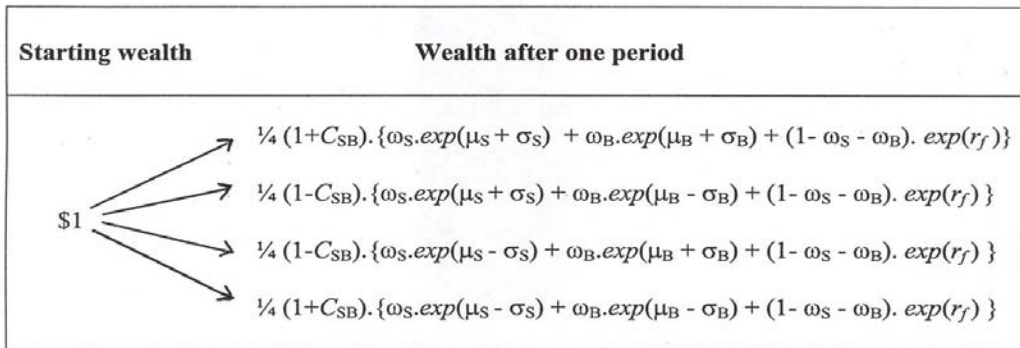 Starting wealth Wealth after one period
¼ (1+C_SB).{ω_S.exp(μ_S + σ_S) + ω_B.exp(μ_B + σ_B) + (1- ω_S - ω_B). exp(r_f)}
¼ (1-C_SB).{ω_S.exp(μ_S + σ_S) + ω_B.exp(μ_B - σ_B) + (1- ω_S - ω_B). exp(r_f) }
$1
¼ (1-C_SB).{ω_S.exp(μ_S - σ_S) + ω_B.exp(μ_B + σ_B) + (1- ω_S - ω_B). exp(r_f) }
¼ (1+C_SB).{ω_S.exp(μ_S - σ_S) + ω_B.exp(μ_B - σ_B) + (1- ω_S - ω_B). exp(r_f) }